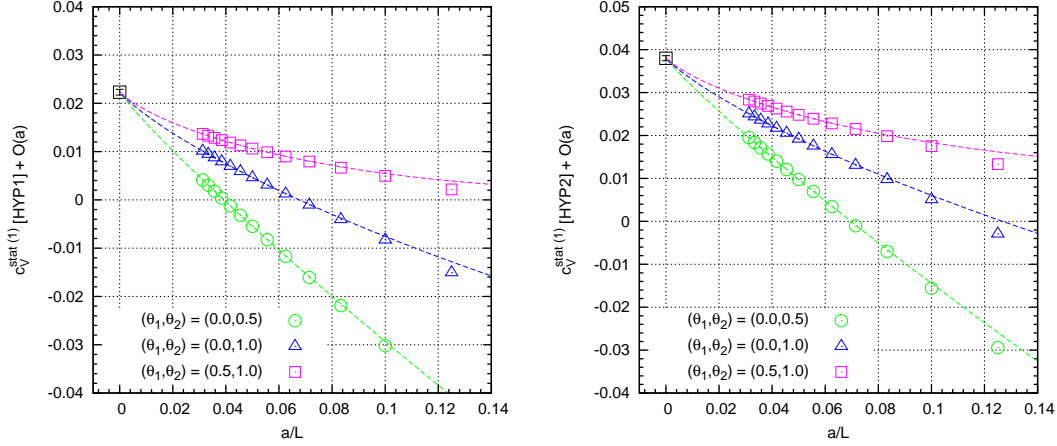 0.04
0.03
0.02
0.01
0
-0.01
-0.02
-0.03
-0.04
0 0.02 0.04 0.06 0.08 0.1 0.12 0.14
c_V^stat (1) [HYP1] + O(a)
a/L
(θ₁,θ₂) = (0.0,0.5)
(θ₁,θ₂) = (0.0,1.0)
(θ₁,θ₂) = (0.5,1.0)
0.05
0.04
0.03
0.02
0.01
0
-0.01
-0.02
-0.03
-0.04
0 0.02 0.04 0.06 0.08 0.1 0.12 0.14
c_V^stat (1) [HYP2] + O(a)
a/L
(θ₁,θ₂) = (0.0,0.5)
(θ₁,θ₂) = (0.0,1.0)
(θ₁,θ₂) = (0.5,1.0)